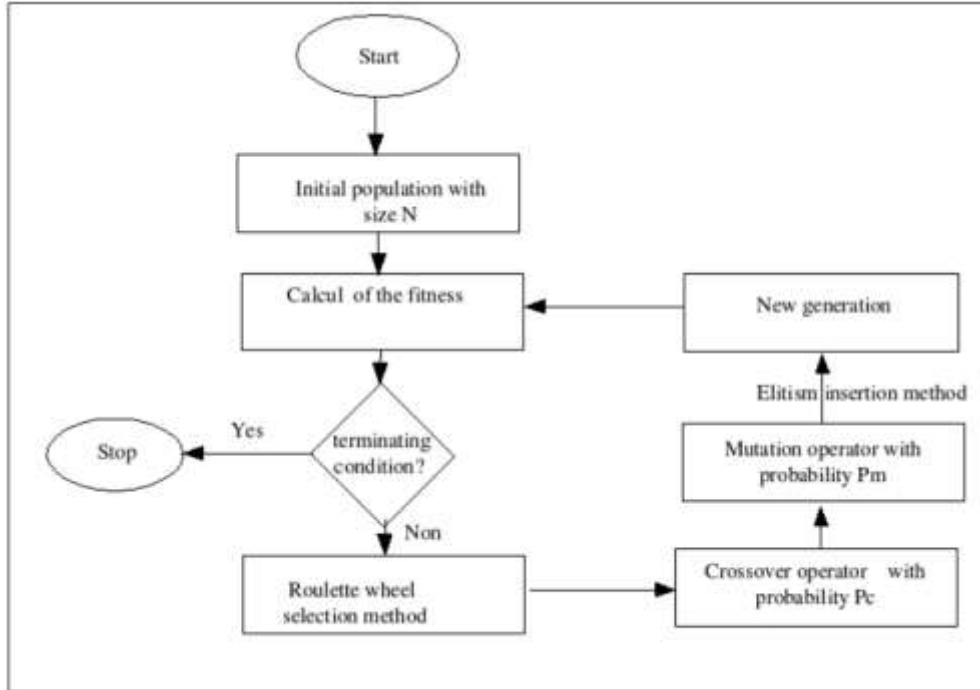 Start
Initial population with
size N
Calcul of the fitness
New generation
Elitism insertion method
Yes
Stop
terminating
condition?
Mutation operator with
probability Pm
Non
Roulette wheel
selection method
Crossover operator with
probability Pc